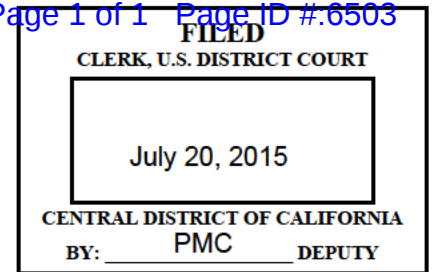 Page 1 of 1 Page ID #:6503
FILED
CLERK, U.S. DISTRICT COURT
July 20, 2015
CENTRAL DISTRICT OF CALIFORNIA
BY: PMC DEPUTY